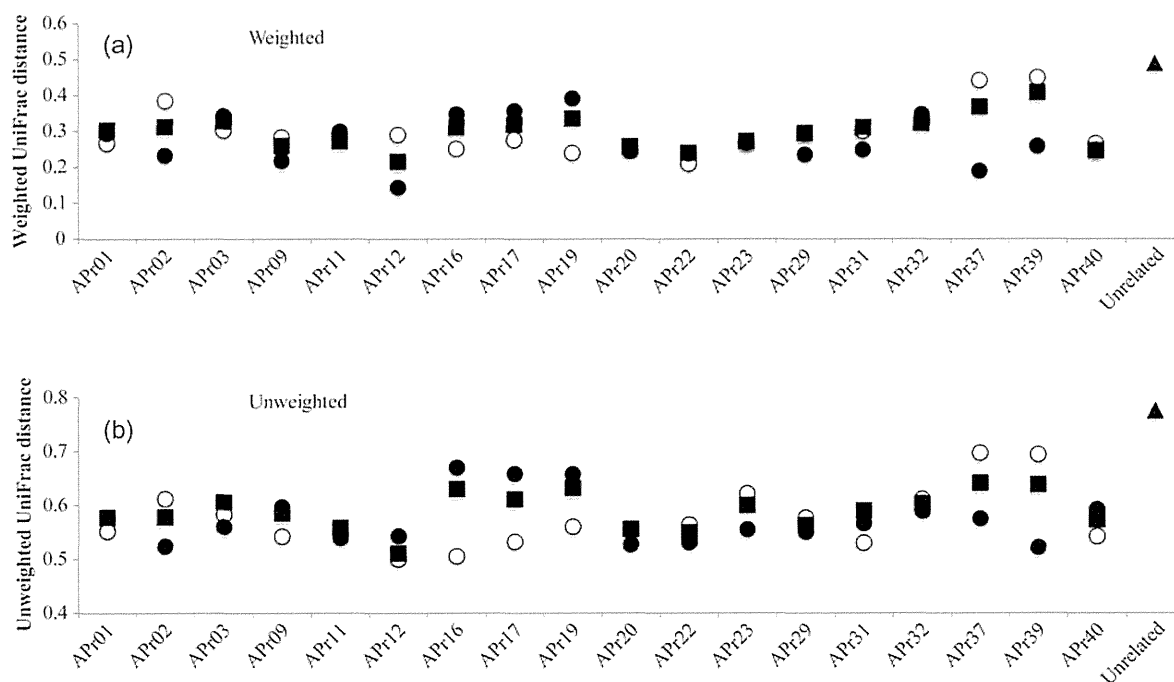 (a)
Weighted
Weighted UniFrac distance
0.6
0.5
0.4
0.3
0.2
0.1
0
APr01
APr02
APr03
APr09
APr11
APr12
APr16
APr17
APr19
APr20
APr22
APr23
APr29
APr31
APr32
APr37
APr39
APr40
Unrelated
(b)
Unweighted
Unweighted UniFrac distance
0.8
0.7
0.6
0.5
0.4
APr01
APr02
APr03
APr09
APr11
APr12
APr16
APr17
APr19
APr20
APr22
APr23
APr29
APr31
APr32
APr37
APr39
APr40
Unrelated